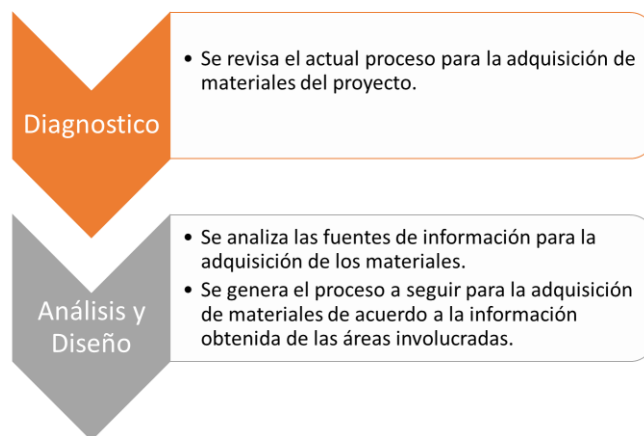 Diagnostico
• Se revisa el actual proceso para la adquisición de
materiales del proyecto.
Análisis y
Diseño
• Se analiza las fuentes de información para la
adquisición de los materiales.
• Se genera el proceso a seguir para la adquisición
de materiales de acuerdo a la información
obtenida de las áreas involucradas.